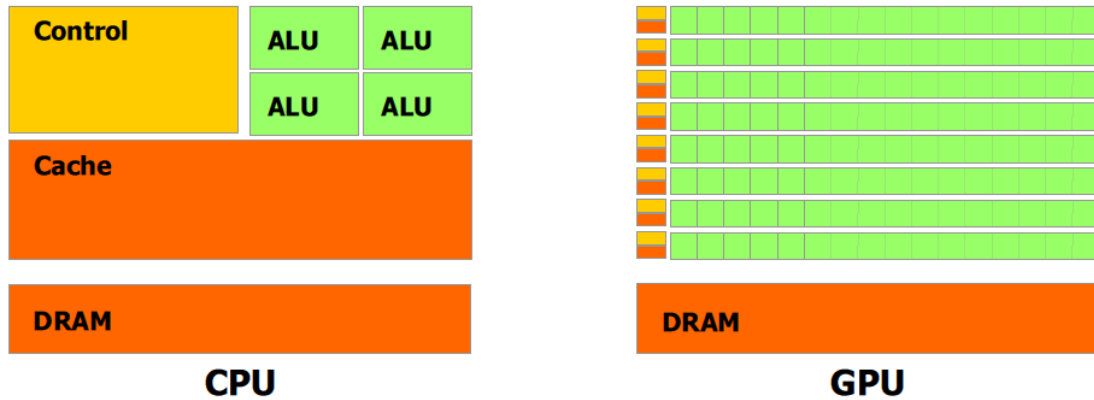 Control
ALU ALU
ALU ALU
Cache
DRAM
CPU
DRAM
GPU